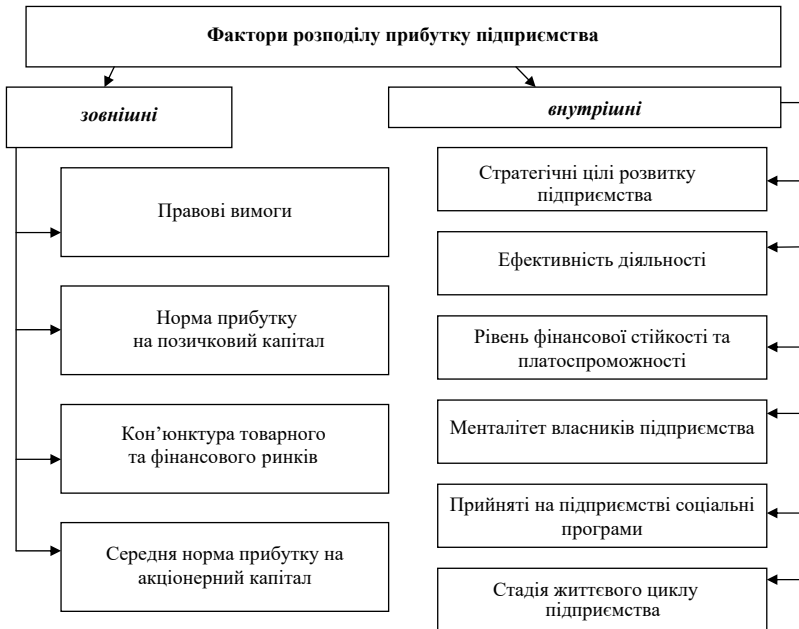 Фактори розподілу прибутку підприємства
зовнішні
Правові вимоги
Норма прибутку
на позичковий капітал
Кон’юнктура товарного
та фінансового ринків
Середня норма прибутку на
акціонерний капітал
внутрішні
Стратегічні цілі розвитку
підприємства
Ефективність діяльності
Рівень фінансової стійкості та
платоспроможності
Менталітет власників підприємства
Прийняті на підприємстві соціальні
програми
Стадія життєвого циклу
підприємства